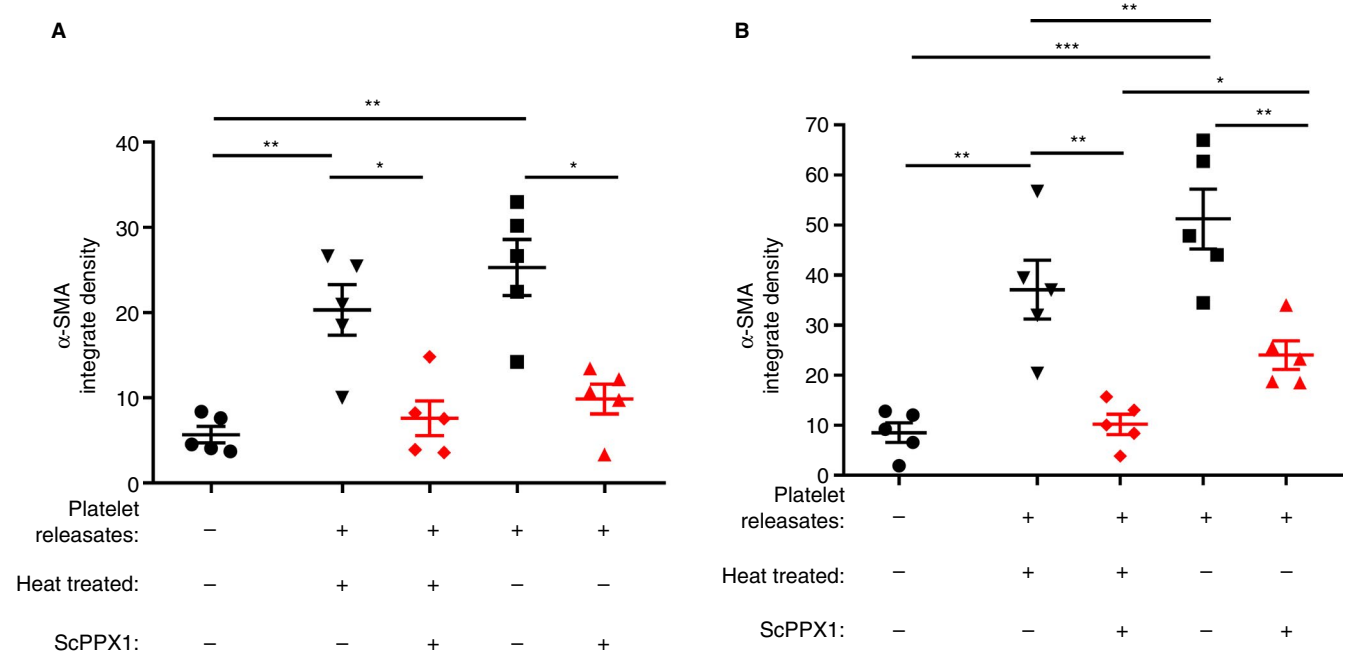 A
**
**
*
*
40
30
20
10
0
α-SMA
integrate density
Platelet
releasates: − + + + +
Heat treated: − + + − −
ScPPX1: − − + − +
B
**
***
*
**
**
**
70
60
50
40
30
20
10
0
α-SMA
integrate density
Platelet
releasates: − + + + +
Heat treated: − + + − −
ScPPX1: − − + − +